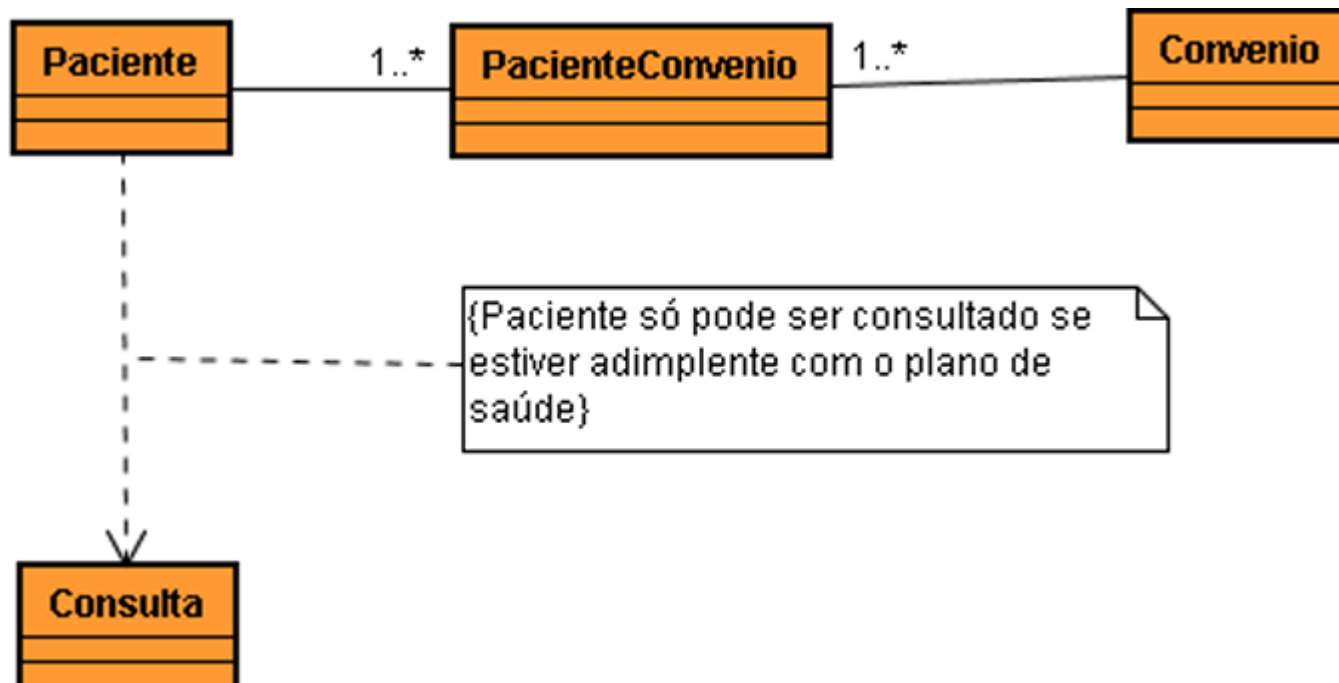 Paciente
1..*
PacienteConvenio
1..*
Convenio
{Paciente só pode ser consultado se
estiver adimplente com o plano de
saúde}
Consulta